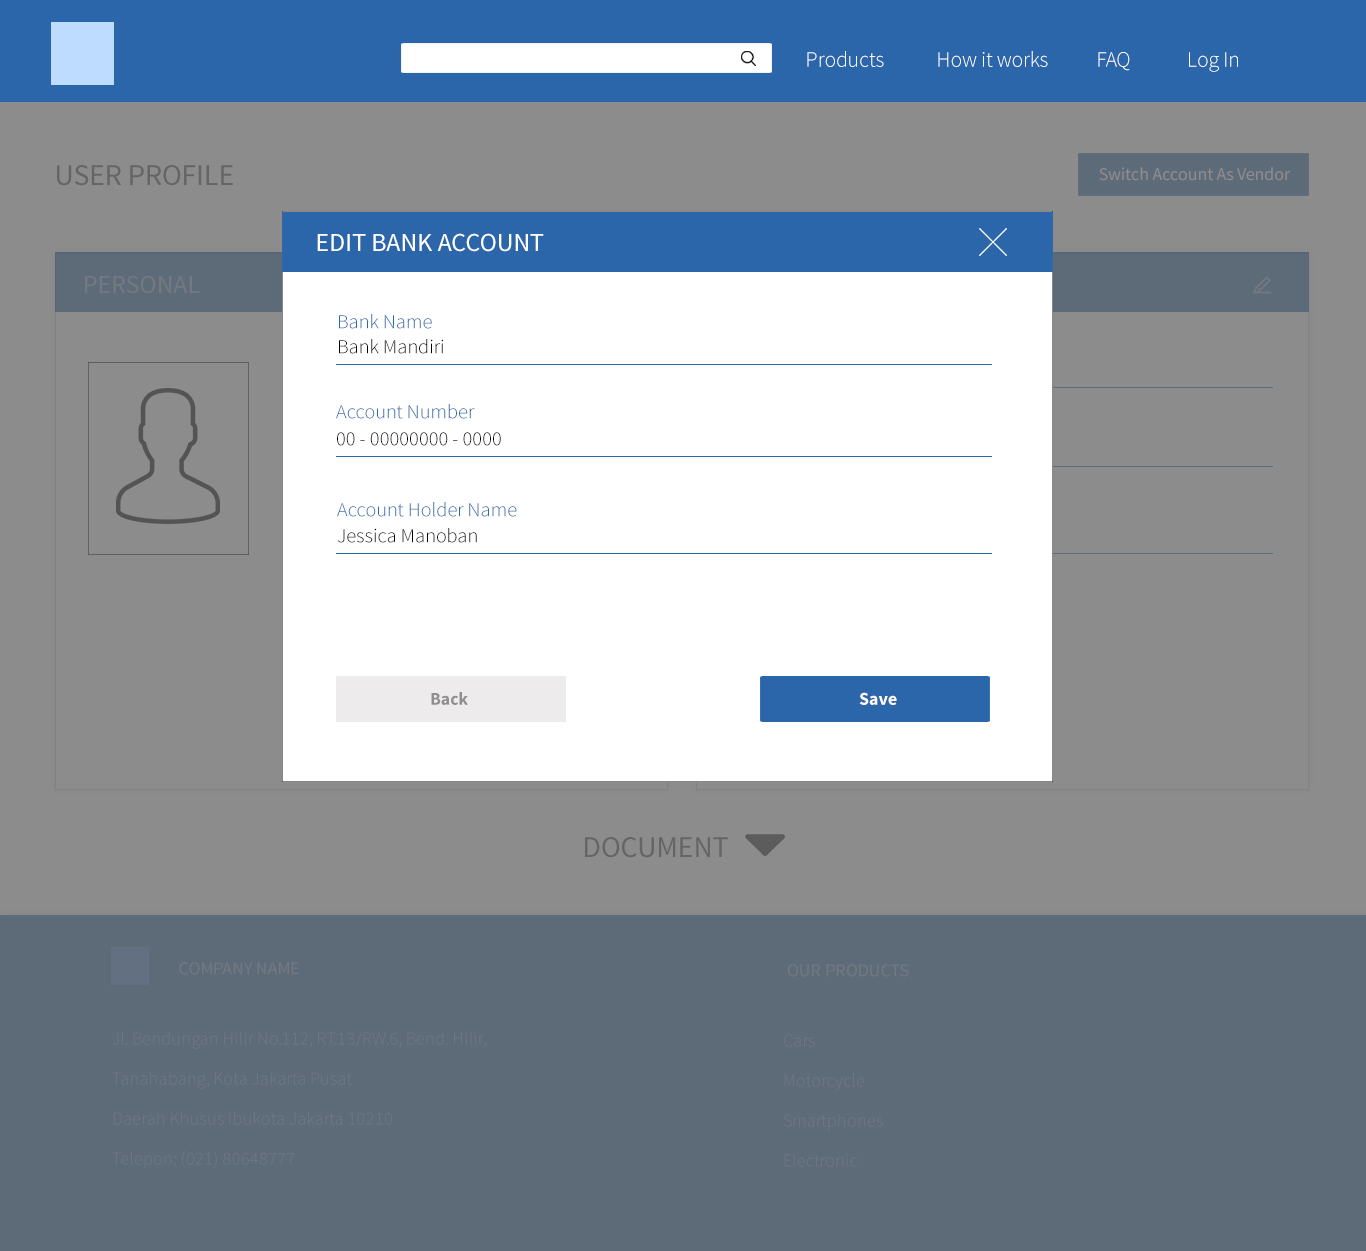 Products How it works FAQ Log In
USER PROFILE
Switch Account As Vendor
PERSONAL
EDIT BANK ACCOUNT
Bank Name
Bank Mandiri
Account Number
00 - 00000000 - 0000
Account Holder Name
Jessica Manoban
Back
Save
DOCUMENT
COMPANY NAME
Jl. Bendungan Hilir No.112, RT.13/RW.6, Bend. Hilir,
Tanahabang, Kota Jakarta Pusat
Daerah Khusus Ibukota Jakarta 10210
Telepon: (021) 80648777
OUR PRODUCTS
Cars
Motorcycle
Smartphones
Electronic